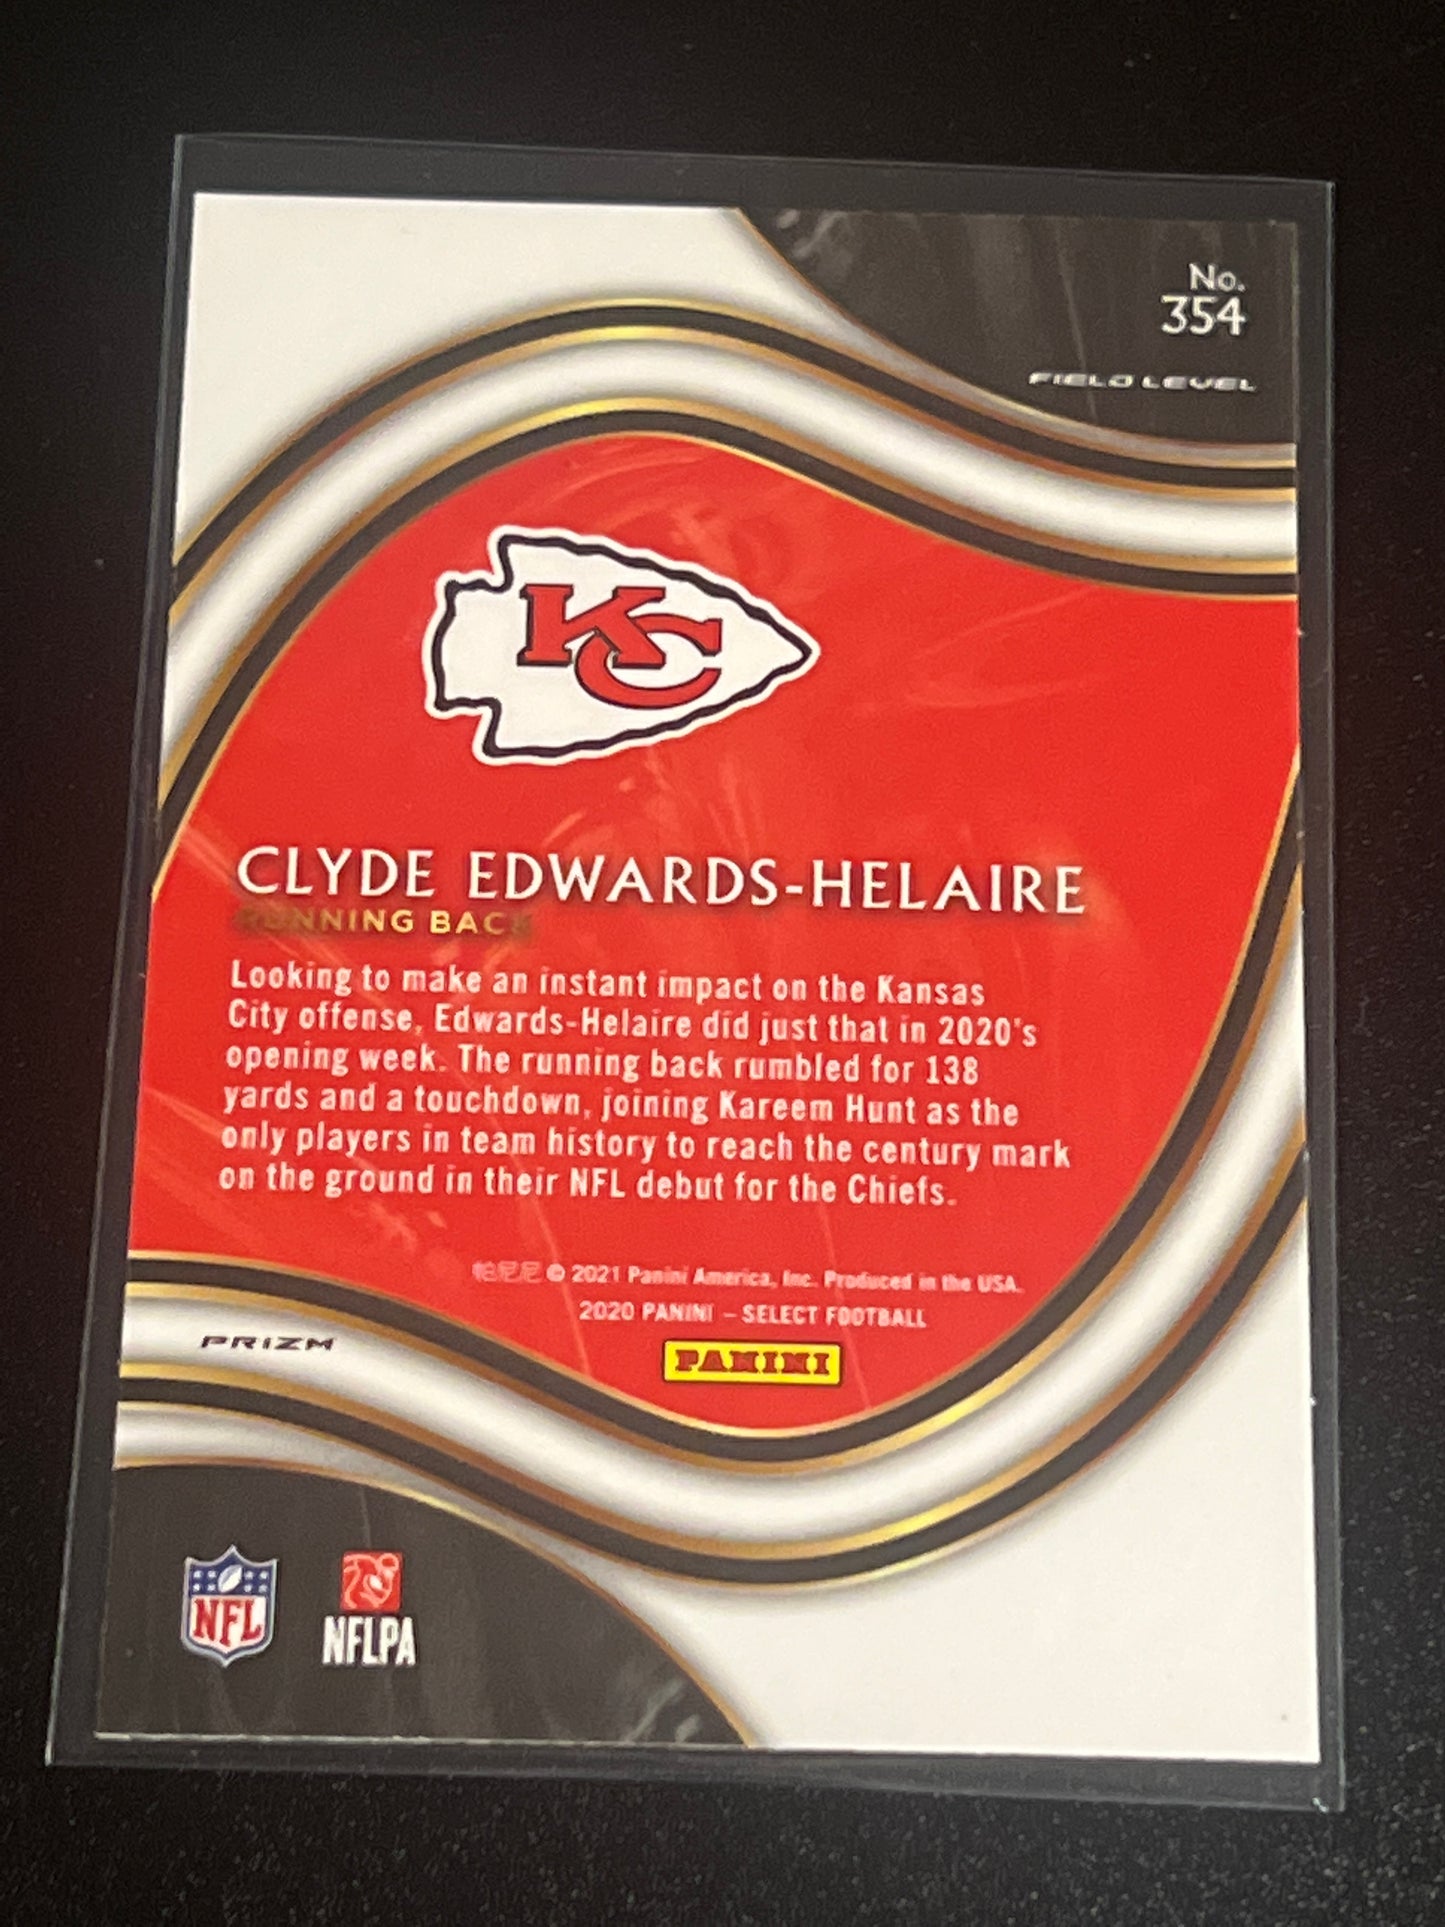 No.
354
FIELD LEVEL
KC
CLYDE EDWARDS-HELAIRE
RUNNING BACK
Looking to make an instant impact on the Kansas
City offense, Edwards-Helaire did just that in 2020's
opening week. The running back rumbled for 138
yards and a touchdown, joining Kareem Hunt as the
only players in team history to reach the century mark
on the ground in their NFL debut for the Chiefs.
帕尼尼 © 2021 Panini America, Inc. Produced in the USA.
2020 PANINI – SELECT FOOTBALL
PRIZM
PANINI
NFL
NFLPA